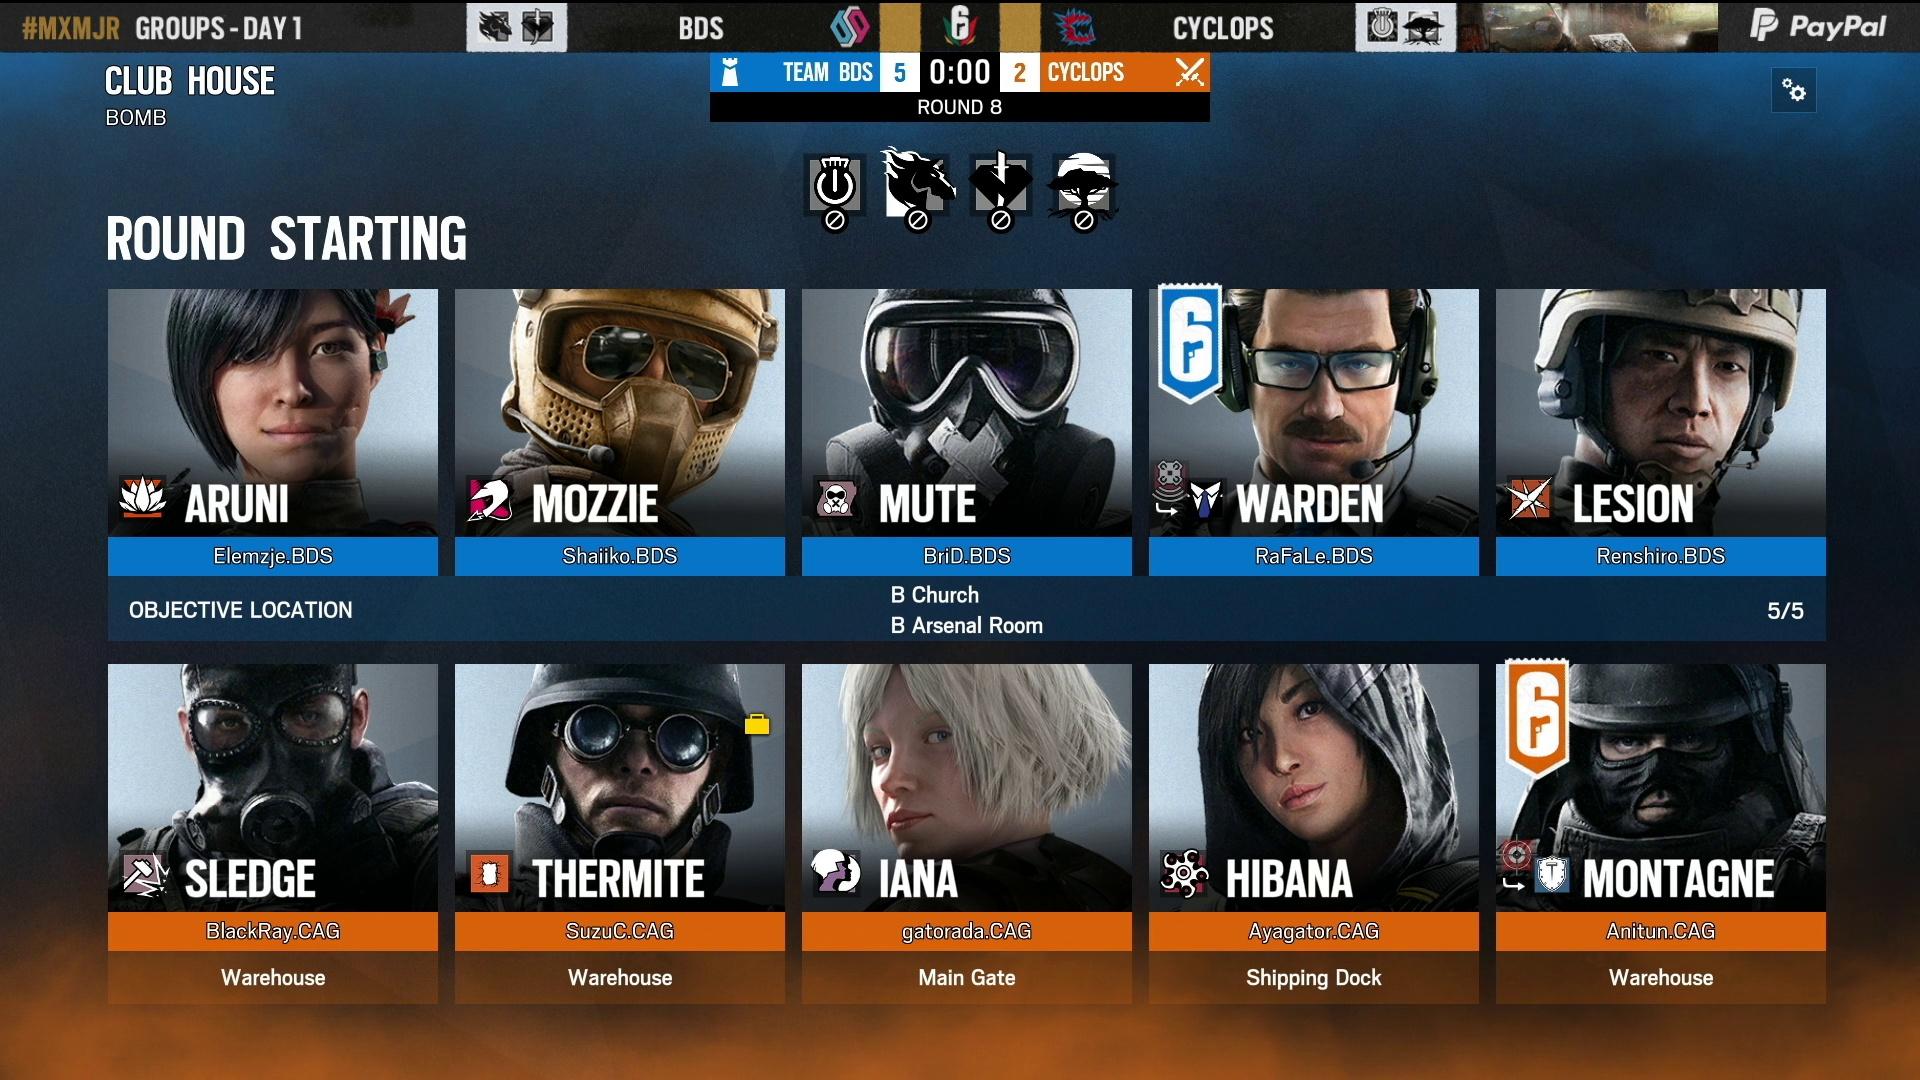 #MXMJR GROUPS - DAY 1
BDS
6
CYCLOPS
PayPal
CLUB HOUSE
BOMB
TEAM BDS 5 0:00 2 CYCLOPS
ROUND 8
ROUND STARTING
6
ARUNI
MOZZIE
MUTE
WARDEN
LESION
Elemzje.BDS
Shaiiko.BDS
BriD.BDS
RaFaLe.BDS
Renshiro.BDS
OBJECTIVE LOCATION
B Church
B Arsenal Room
5/5
6
SLEDGE
THERMITE
IANA
HIBANA
MONTAGNE
BlackRay.CAG
SuzuC.CAG
gatorada.CAG
Ayagator.CAG
Anitun.CAG
Warehouse
Warehouse
Main Gate
Shipping Dock
Warehouse